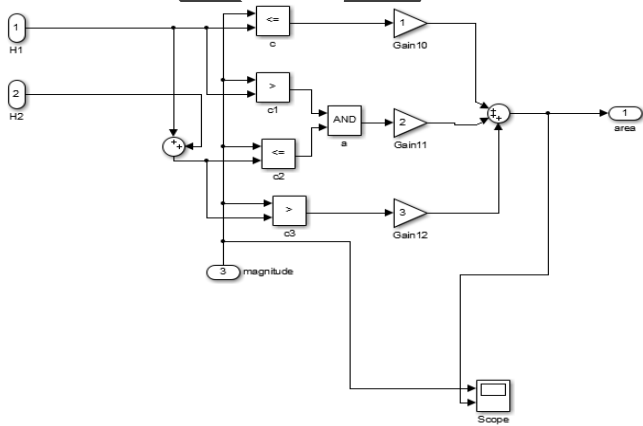 1
H1
<=
c
1
Gain10
2
H2
>
c1
AND
a
2
Gain11
1
area
<=
c2
>
c3
3
Gain12
3
magnitude
Scope